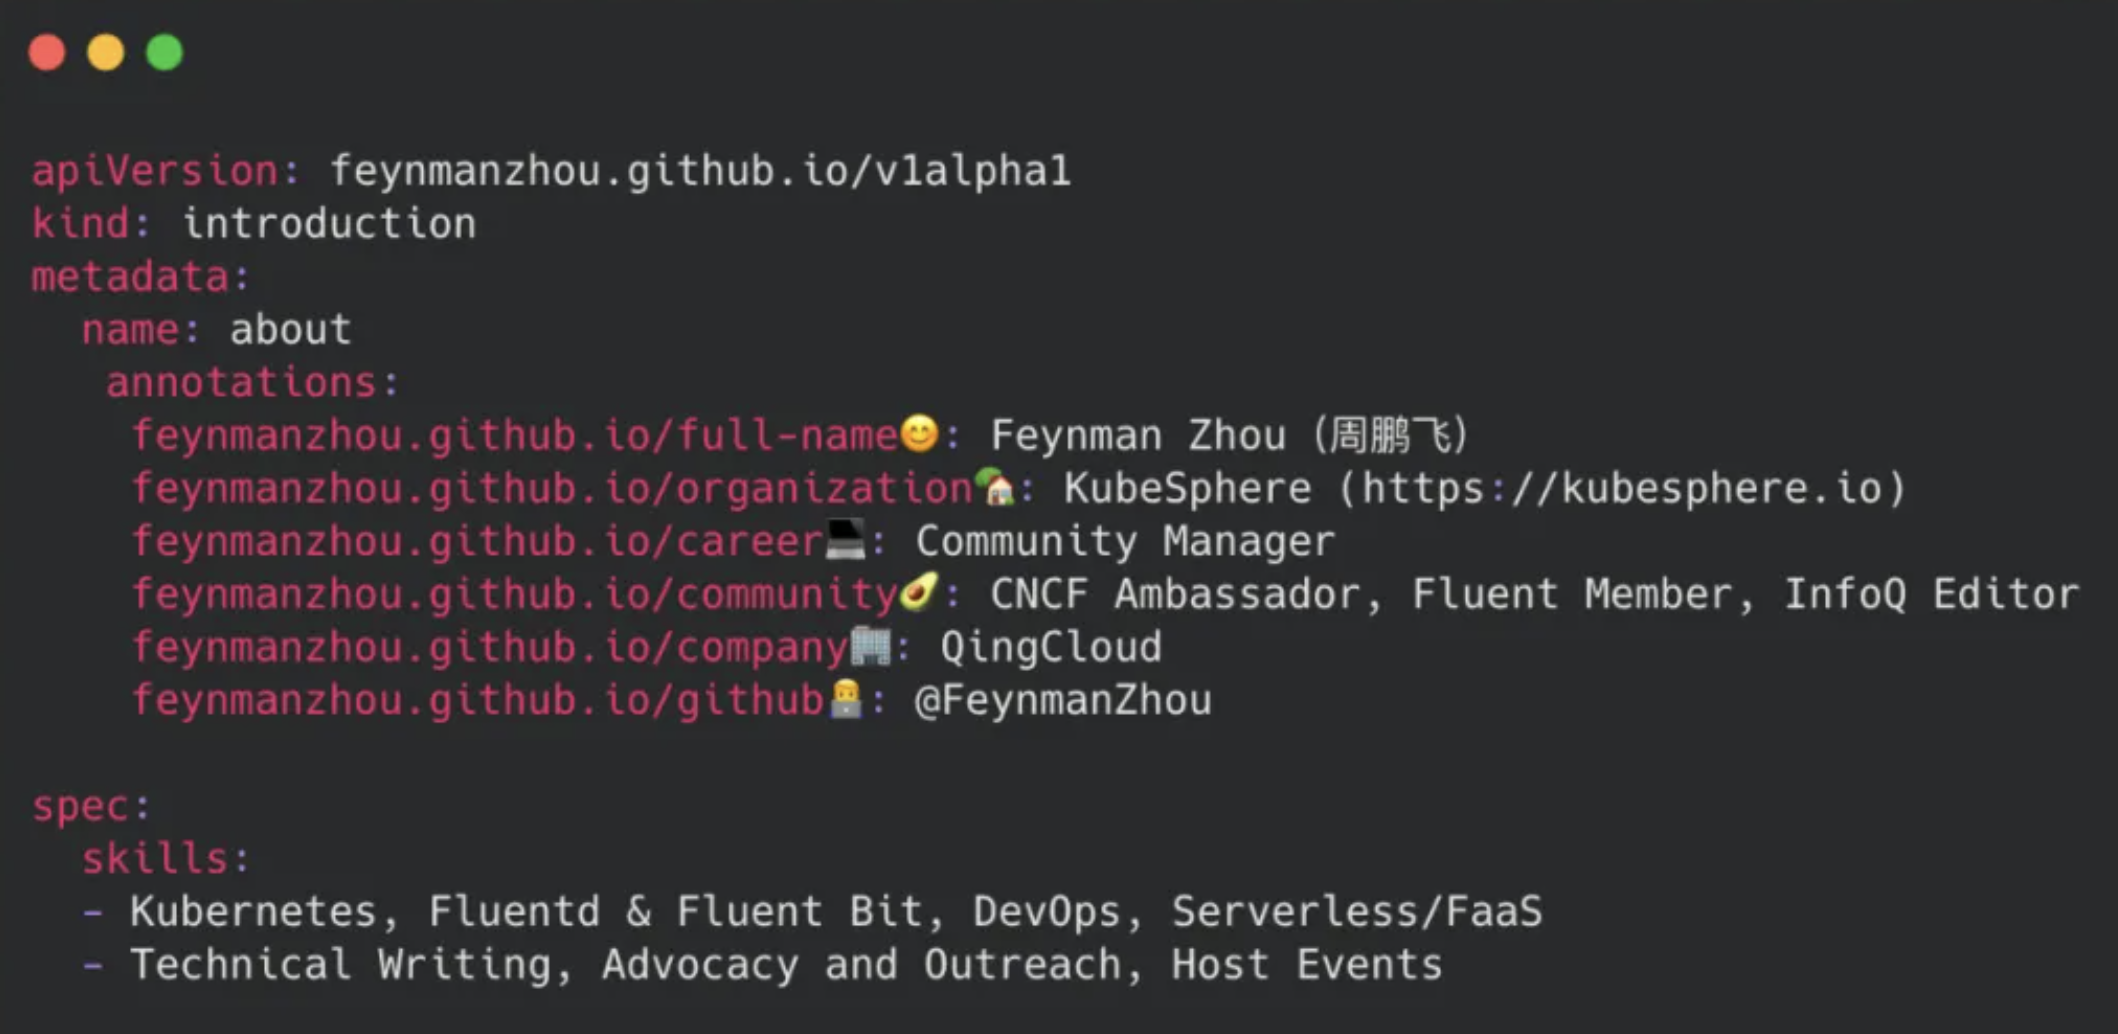 apiVersion: feynmanzhou.github.io/v1alpha1
kind: introduction
metadata:
  name: about
   annotations:
    feynmanzhou.github.io/full-name😊: Feynman Zhou (周鹏飞)
    feynmanzhou.github.io/organization🏡: KubeSphere (https://kubesphere.io)
    feynmanzhou.github.io/career💻: Community Manager
    feynmanzhou.github.io/community🥑: CNCF Ambassador, Fluent Member, InfoQ Editor
    feynmanzhou.github.io/company🏢: QingCloud
    feynmanzhou.github.io/github👨‍💻: @FeynmanZhou
spec:
  skills:
  - Kubernetes, Fluentd & Fluent Bit, DevOps, Serverless/FaaS
  - Technical Writing, Advocacy and Outreach, Host Events